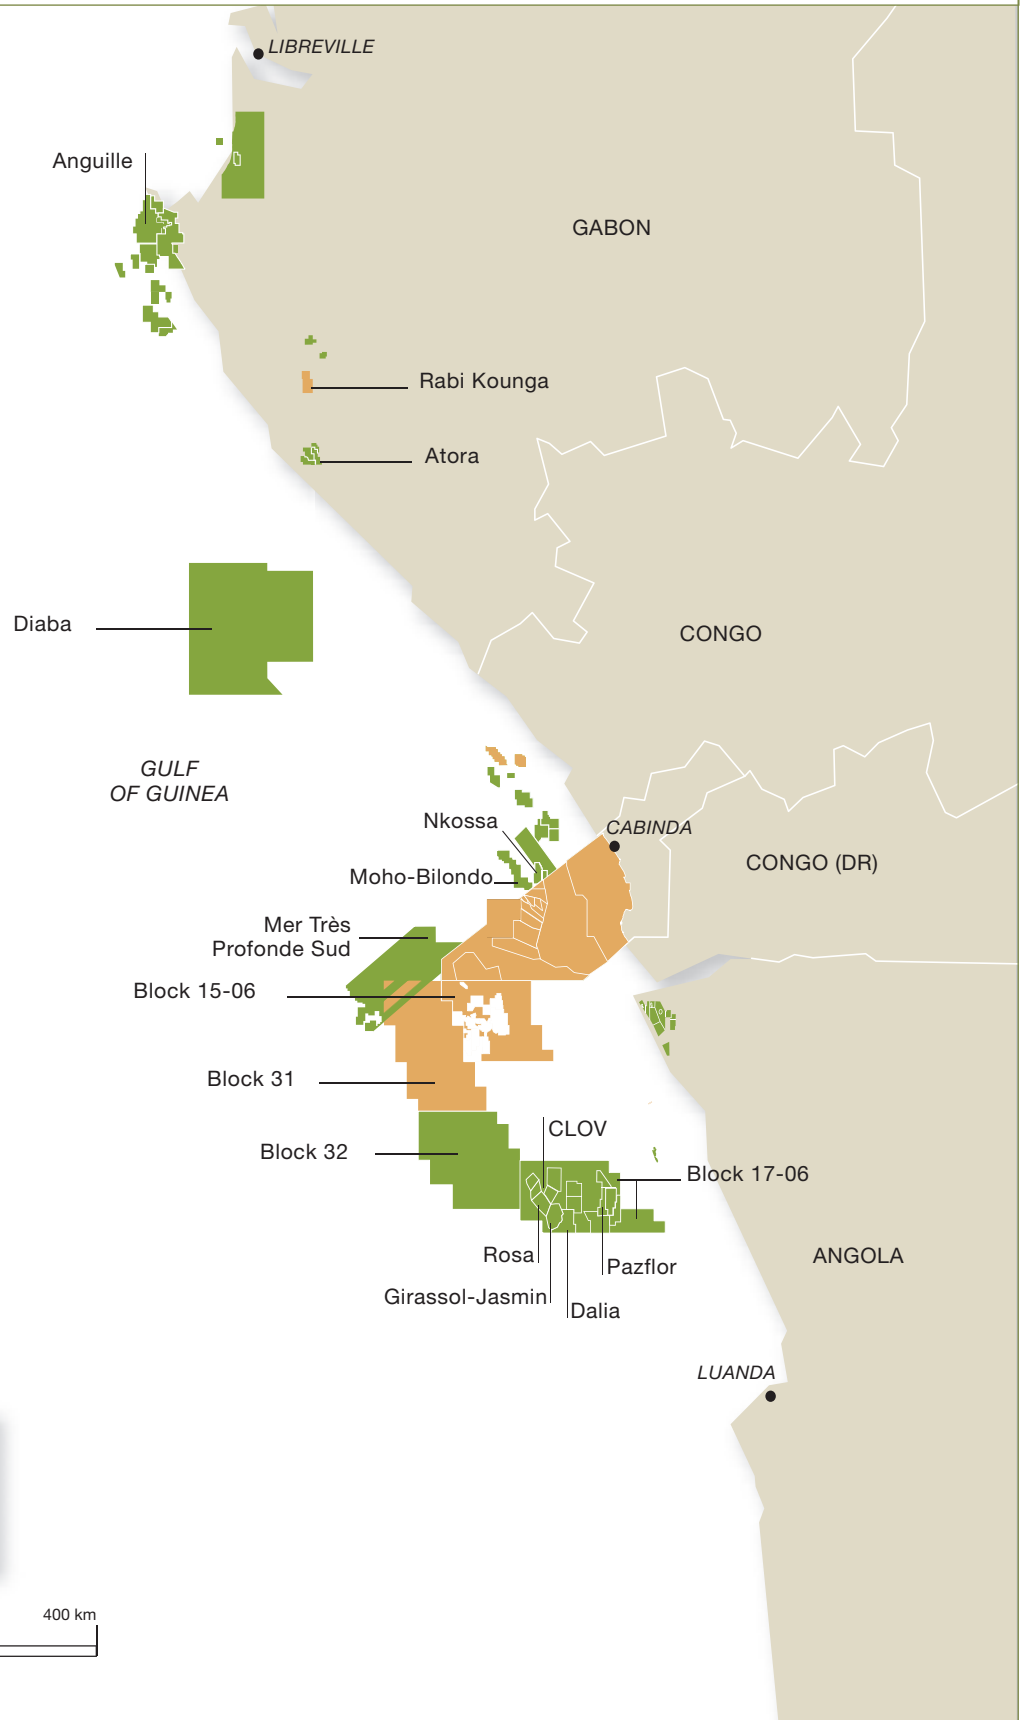 LIBREVILLE
Anguille
GABON
Rabi Kounga
Atora
Diaba
CONGO
GULF
OF GUINEA
Nkossa
CABINDA
CONGO (DR)
Moho-Bilondo
Mer Très
Profonde Sud
Block 15-06
Block 31
CLOV
Block 32
Block 17-06
Rosa
ANGOLA
Pazflor
Girassol-Jasmin
Dalia
LUANDA
400 km